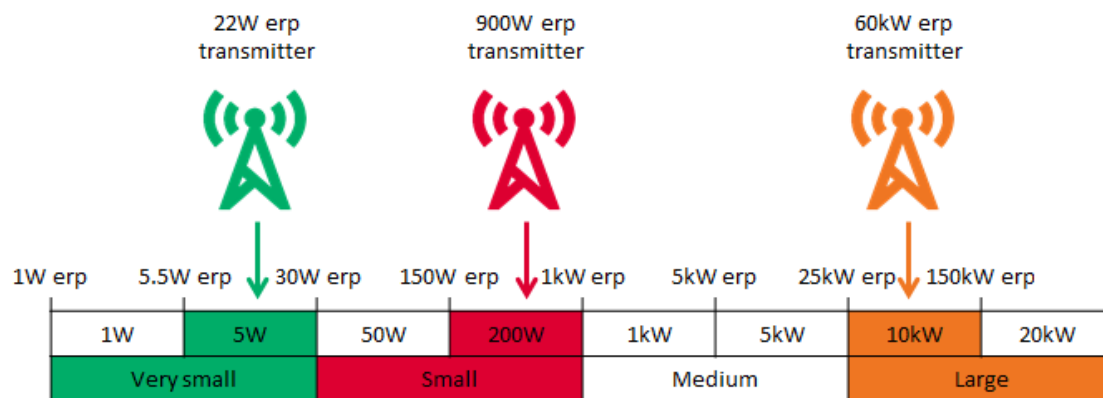 22W erp
transmitter
900W erp
transmitter
60kW erp
transmitter
1W erp 5.5W erp 30W erp 150W erp 1kW erp 5kW erp 25kW erp 150kW erp
1W 5W 50W 200W 1kW 5kW 10kW 20kW
Very small Small Medium Large